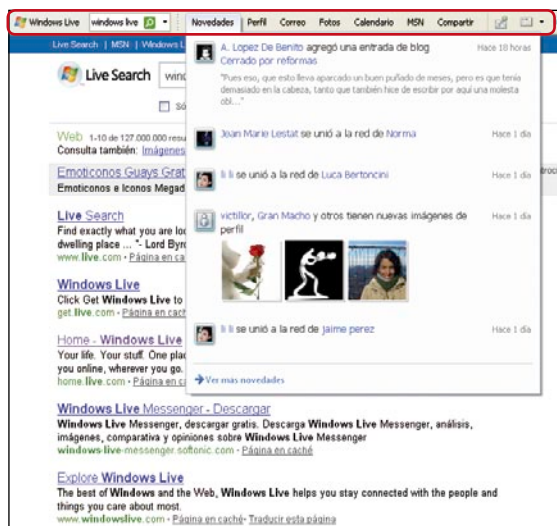 Windows Live windows live Novedades Perfil Correo Fotos Calendario MSN Compartir
Live Search | MSN | Windows L
Live Search wind
Só
Web 1-10 de 127.000.000 resu
Consulta también: Imágenes
Emoticonos Guays Grat
Emoticonos e Iconos Megad
Live Search
Find exactly what you are loo
dwelling place ... "- Lord Byro
www.live.com - Página en ca
Windows Live
Click Get Windows Live to
get.live.com - Página en cach
Home - Windows Live
Your life. Your stuff. One plac
you online, wherever you go.
home.live.com - Página en c
A. Lopez De Benito agregó una entrada de blog Hace 18 horas
Cerrado por reformas
"Pues eso, que esto lleva aparcado un buen puñado de meses, pero es que tenía
demasiado en la cabeza, tanto que también hice de escribir por aquí una molesta
obl..."
Jean Marie Lestat se unió a la red de Norma Hace 1 día
li li se unió a la red de Luca Bertoncini Hace 1 día
victillor, Gran Macho y otros tienen nuevas imágenes de Hace 1 día
perfil
li li se unió a la red de jaime perez Hace 1 día
Ver más novedades
Windows Live Messenger - Descargar
Windows Live Messenger, descargar gratis. Descarga Windows Live Messenger, análisis,
imágenes, comparativa y opiniones sobre Windows Live Messenger
windows-live-messenger.softonic.com - Página en caché
Explore Windows Live
The best of Windows and the Web, Windows Live helps you stay connected with the people and
things you care about most.
www.windowslive.com - Página en caché - Traducir esta página